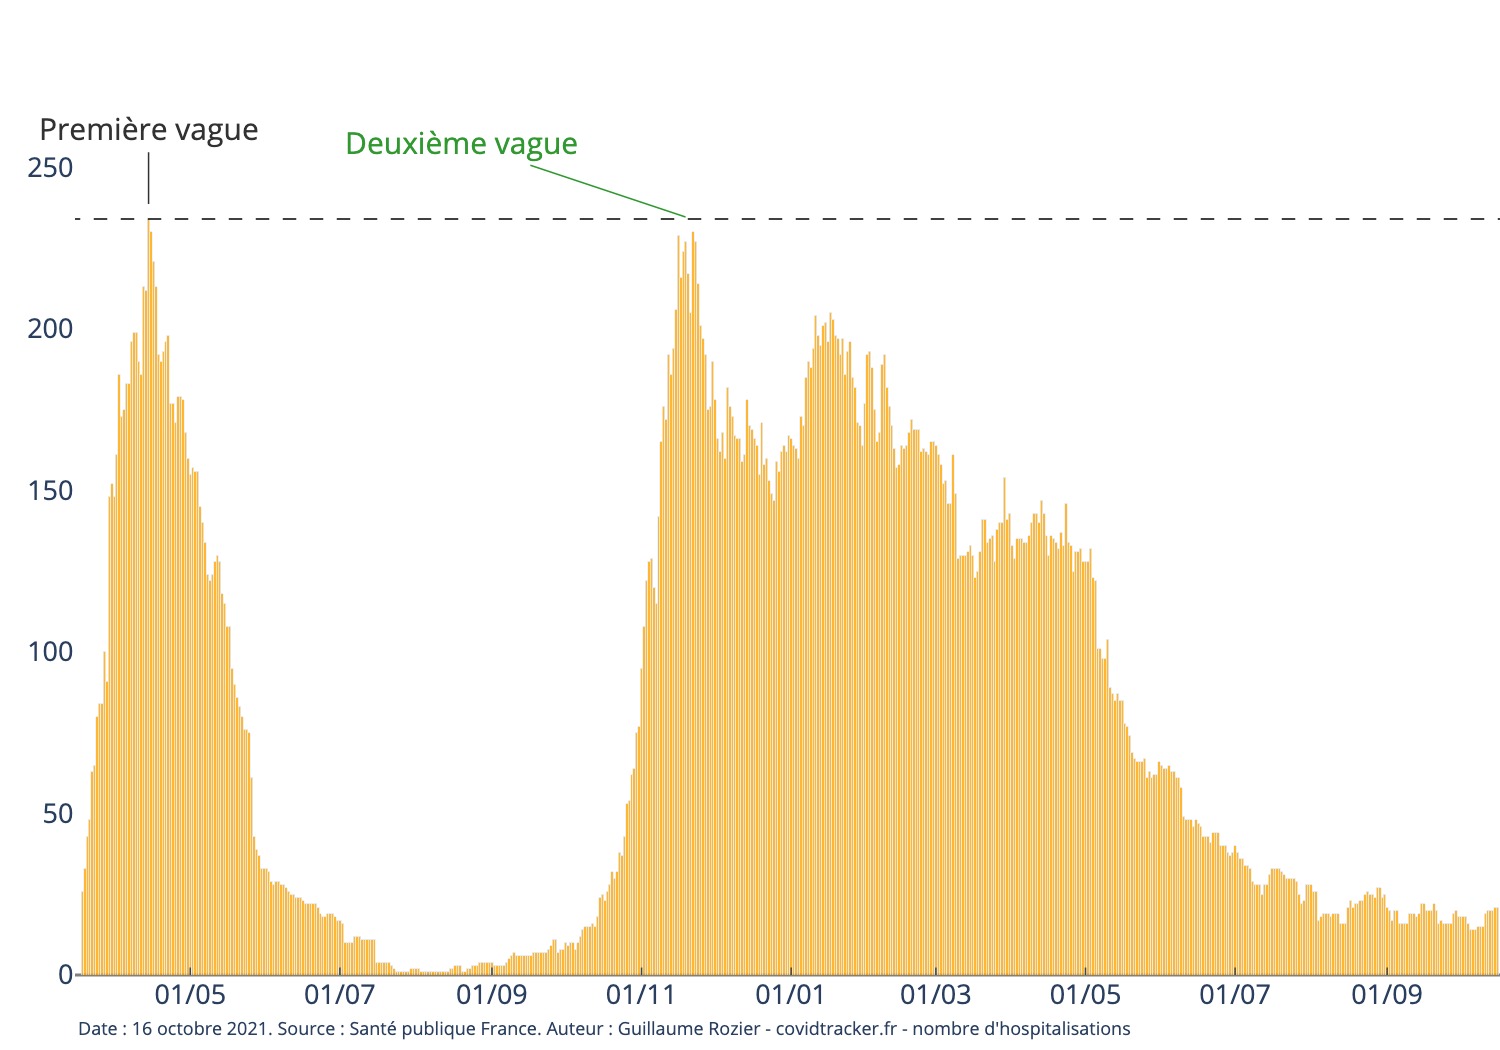 Première vague
Deuxième vague
250
200
150
100
50
0
01/05 01/07 01/09 01/11 01/01 01/03 01/05 01/07 01/09
Date : 16 octobre 2021. Source : Santé publique France. Auteur : Guillaume Rozier - covidtracker.fr - nombre d'hospitalisations